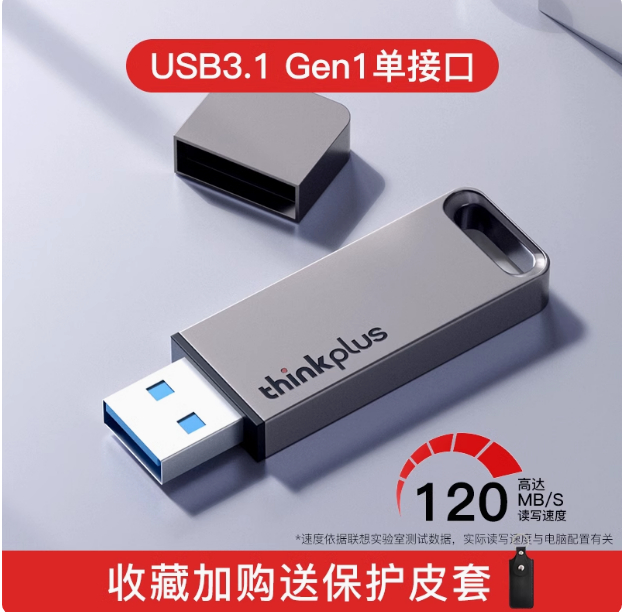 USB3.1 Gen1单接口
thinkplus
120
高达
MB/S
读写速度
*速度依据联想实验室测试数据，实际读写速度与电脑配置有关
收藏加购送保护皮套